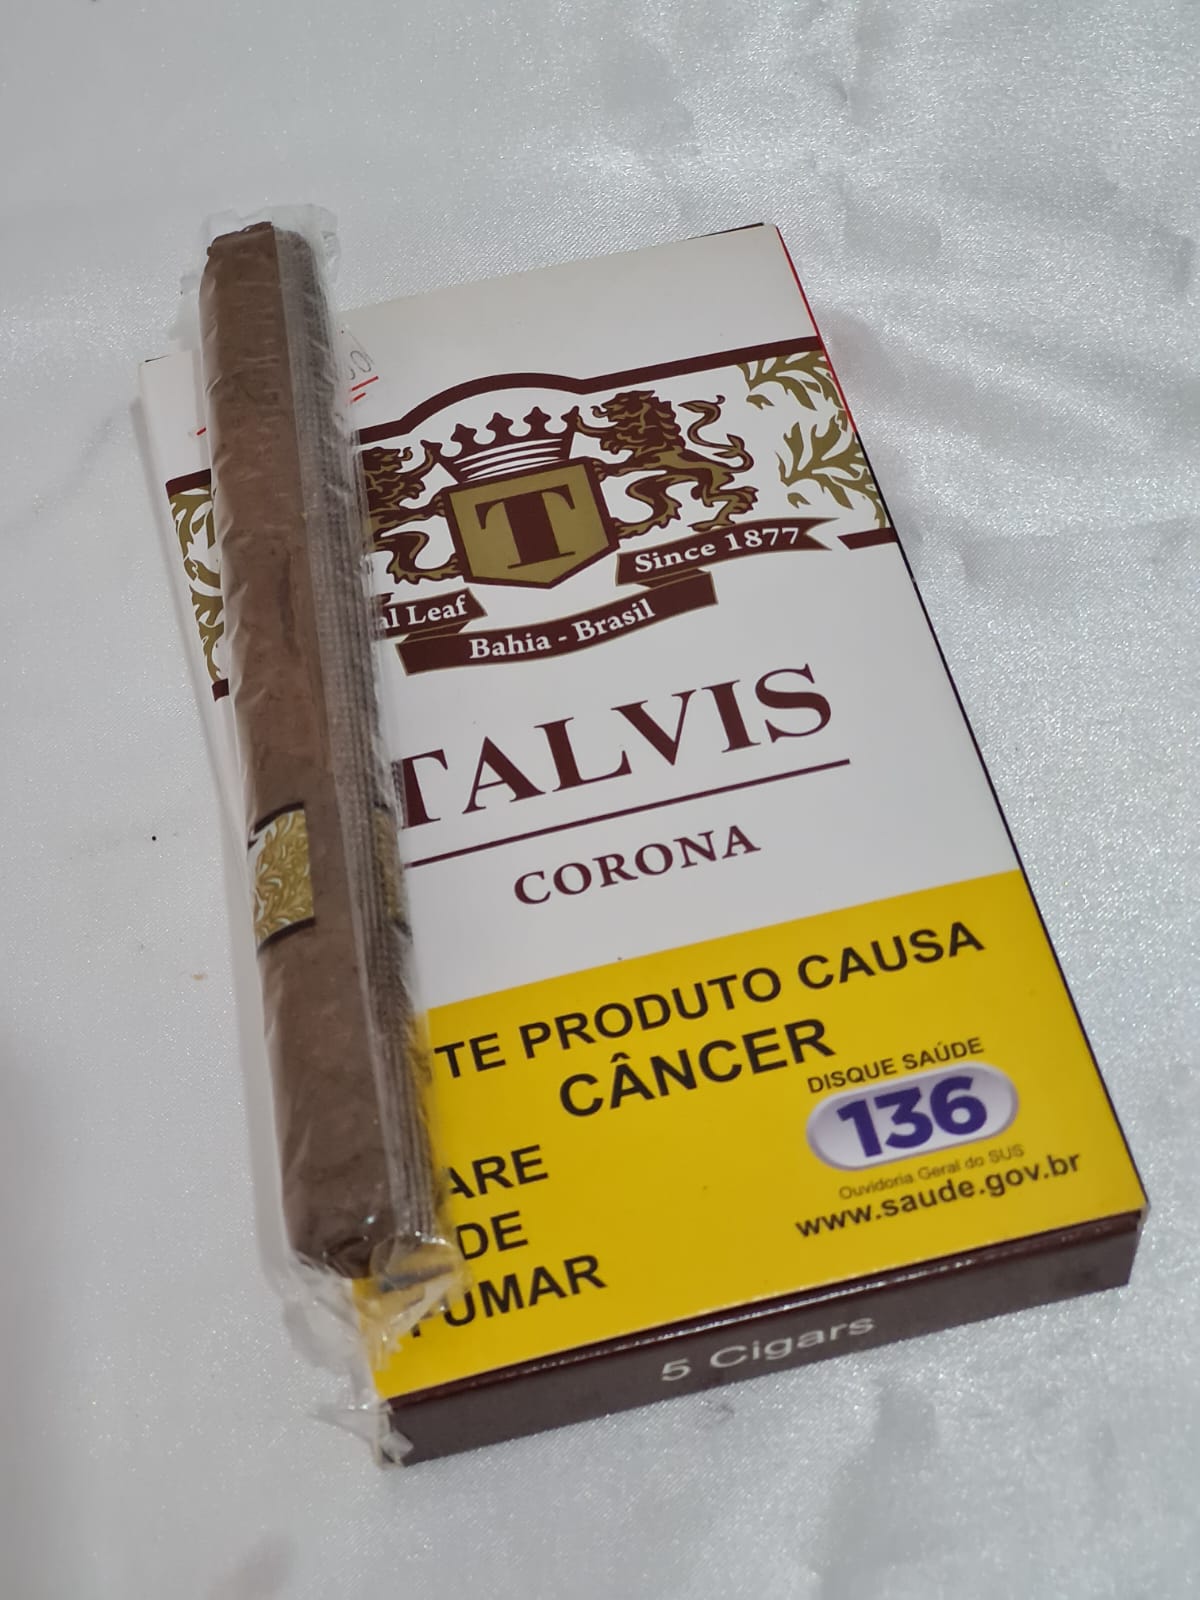 T
Leaf
Since 1877
Bahia - Brasil
TALVIS
CORONA
TE PRODUTO CAUSA
CÂNCER
DISQUE SAÚDE
136
Ouvidoria Geral do SUS
www.saude.gov.br
ARE
DE
FUMAR
5 Cigars